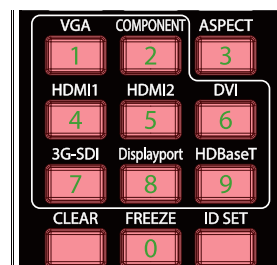 VGA COMPONENT ASPECT
1 2 3
HDMI1 HDMI2 DVI
4 5 6
3G-SDI Displayport HDBaseT
7 8 9
CLEAR FREEZE ID SET
0